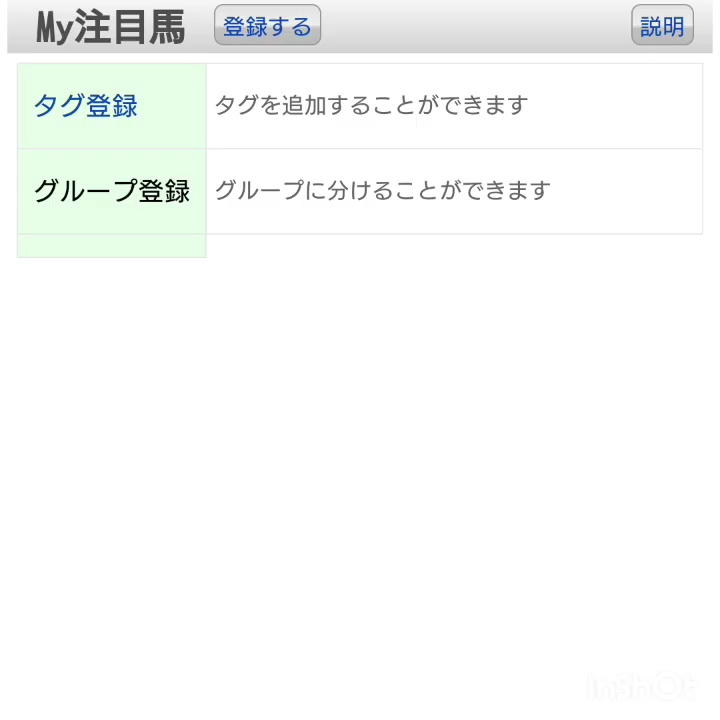 My注目馬 登録する 説明
タグ登録 タグを追加することができます
グループ登録 グループに分けることができます
InShOt